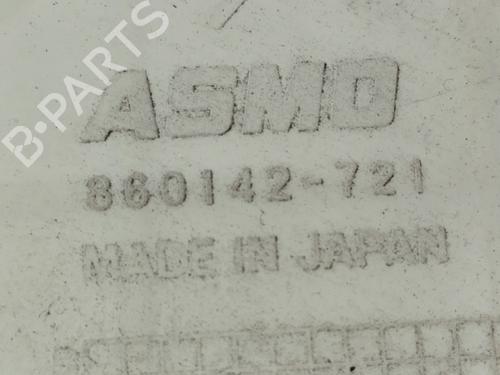 B-PARTS
ASMO
860142-721
MADE IN JAPAN